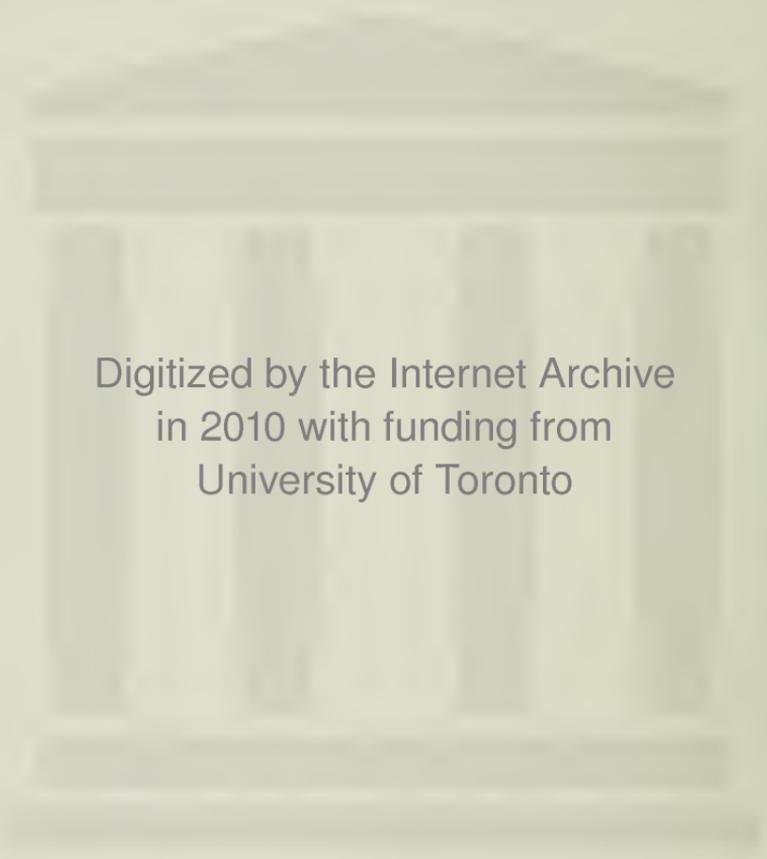 Digitized by the Internet Archive
in 2010 with funding from
University of Toronto